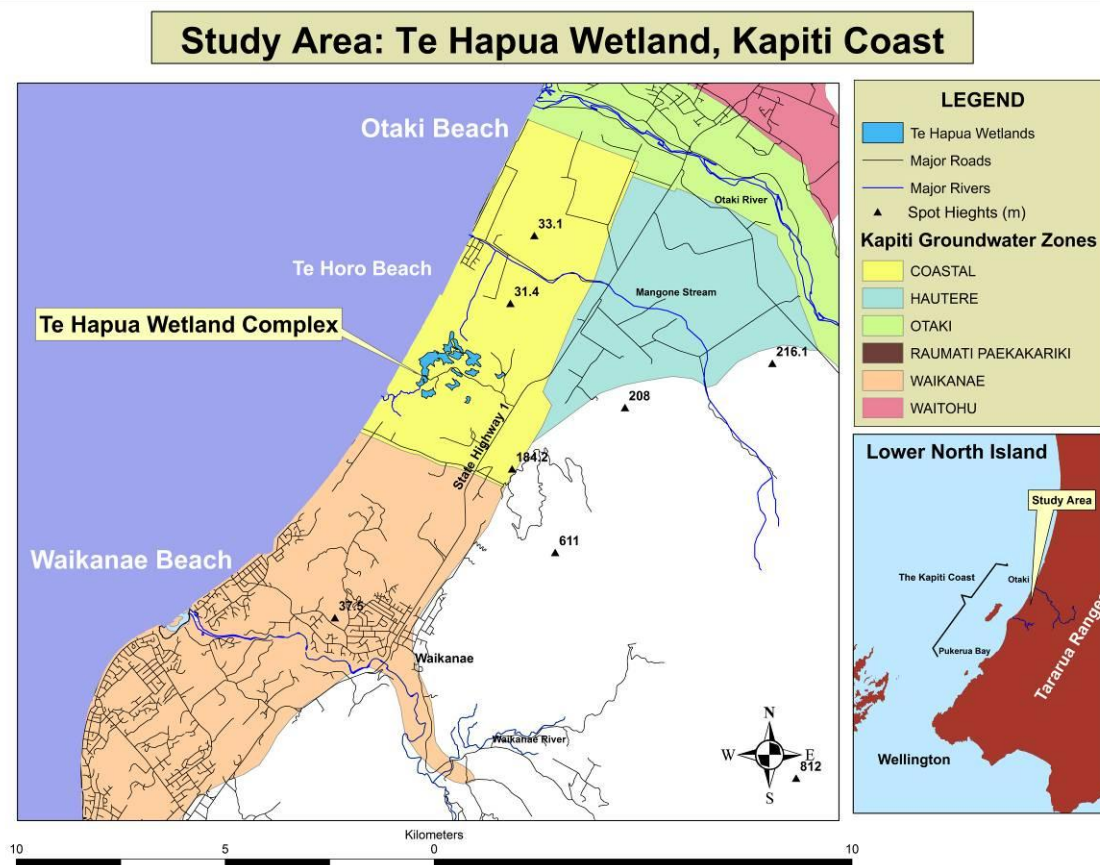 Study Area: Te Hapua Wetland, Kapiti Coast
Otaki Beach
Otaki River
33.1
Te Horo Beach
Mangone Stream
31.4
Te Hapua Wetland Complex
216.1
208
State Highway 1
184.2
Waikanae Beach
611
37.5
Waikanae
Waikanae River
N
W
E
S
812
LEGEND
Te Hapua Wetlands
Major Roads
Major Rivers
Spot Hieghts (m)
Kapiti Groundwater Zones
COASTAL
HAUTERE
OTAKI
RAUMATI PAEKAKARIKI
WAIKANAE
WAITOHU
Lower North Island
Study Area
The Kapiti Coast
Otaki
Pukerua Bay
Tararua Ranges
Wellington
Kilometers
10 5 0 10